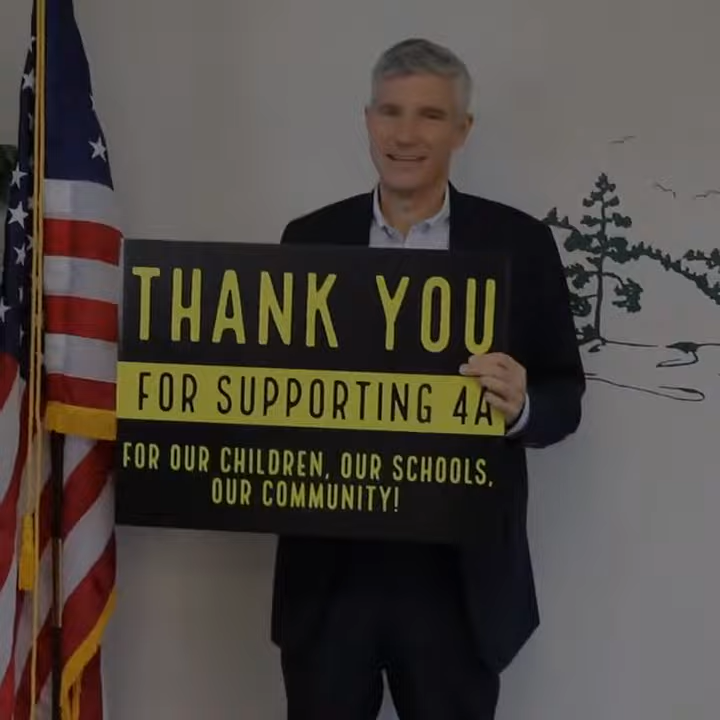 THANK YOU
FOR SUPPORTING 4A
FOR OUR CHILDREN, OUR SCHOOLS,
OUR COMMUNITY!